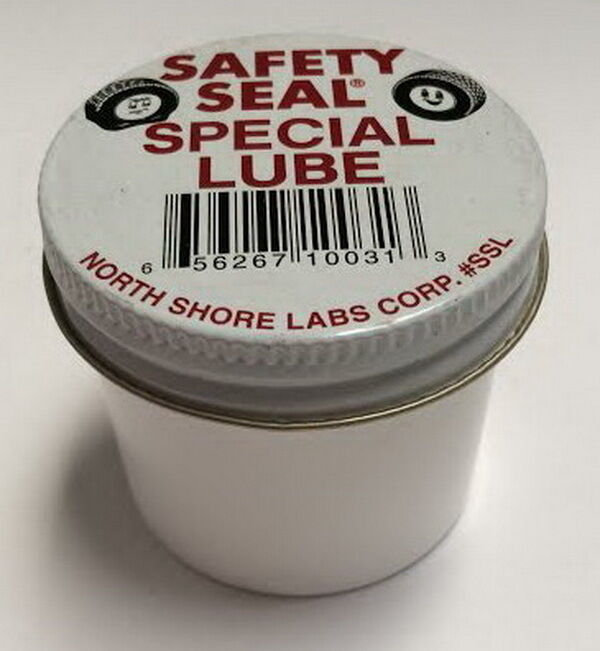 SAFETY
SEAL®
SPECIAL
LUBE
6 56267 10031 3
NORTH SHORE LABS CORP. #SSL